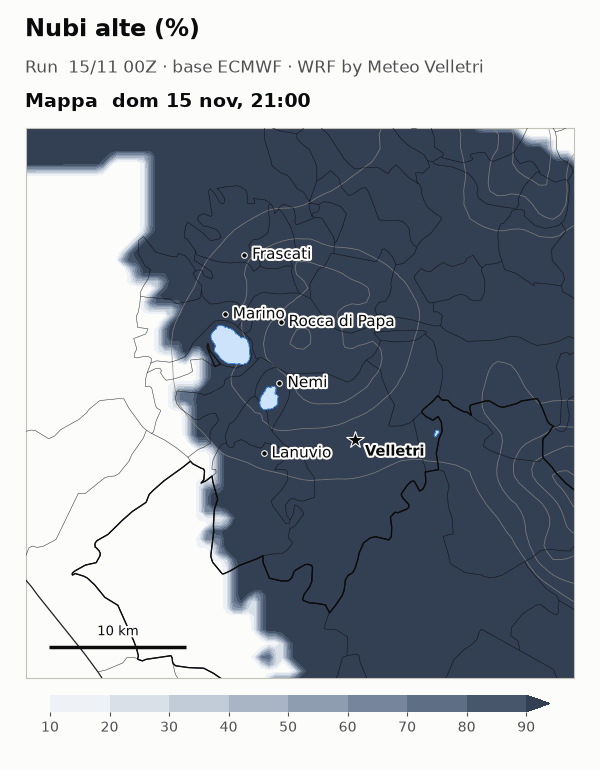 Nubi alte (%)
Run 15/11 00Z · base ECMWF · WRF by Meteo Velletri
Mappa dom 15 nov, 21:00
Frascati
Marino
Rocca di Papa
Nemi
Velletri
Lanuvio
10 km
10 20 30 40 50 60 70 80 90